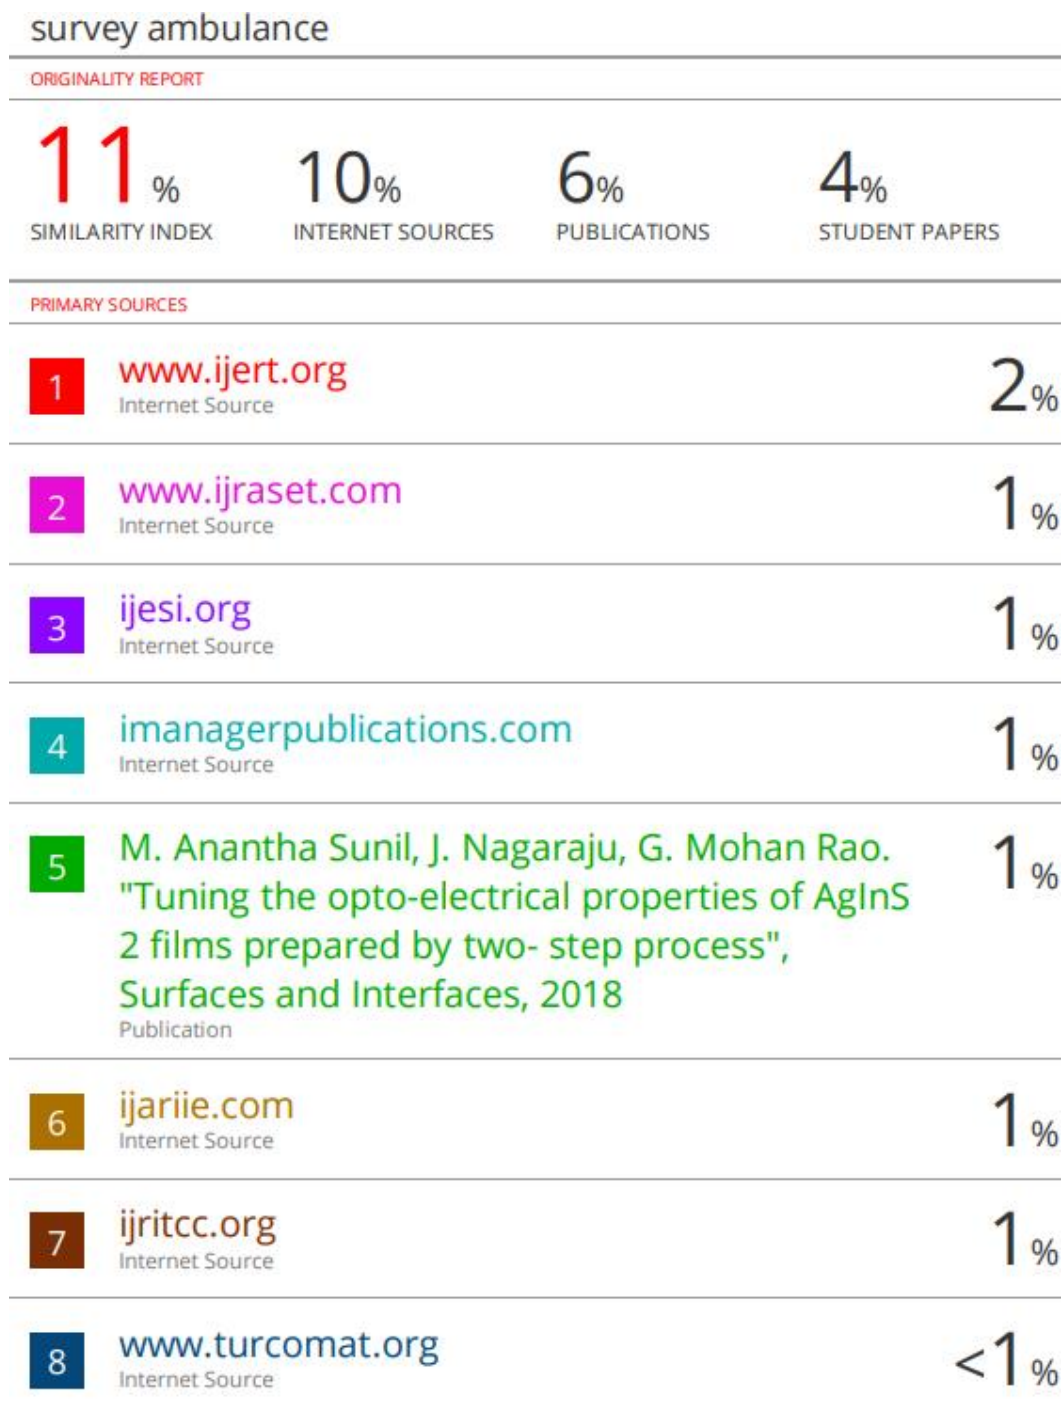 survey ambulance
ORIGINALITY REPORT
11%
SIMILARITY INDEX
10%
INTERNET SOURCES
6%
PUBLICATIONS
4%
STUDENT PAPERS
PRIMARY SOURCES
1
www.ijert.org
Internet Source
2%
2
www.ijraset.com
Internet Source
1%
3
ijesi.org
Internet Source
1%
4
imanagerpublications.com
Internet Source
1%
5
M. Anantha Sunil, J. Nagaraju, G. Mohan Rao.
"Tuning the opto-electrical properties of AgInS
2 films prepared by two- step process",
Surfaces and Interfaces, 2018
Publication
1%
6
ijariie.com
Internet Source
1%
7
ijritcc.org
Internet Source
1%
8
www.turcomat.org
Internet Source
<1%